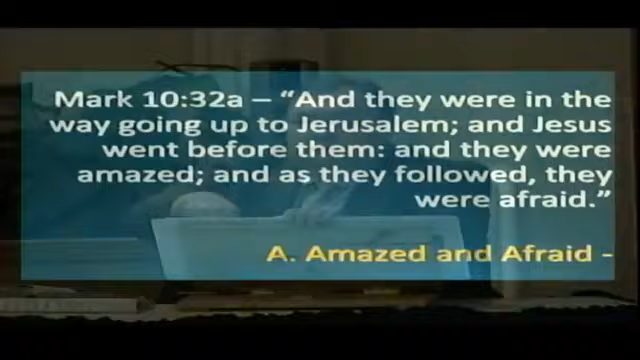 Mark 10:32a – “And they were in the
way going up to Jerusalem; and Jesus
went before them: and they were
amazed; and as they followed, they
were afraid.”
A. Amazed and Afraid -